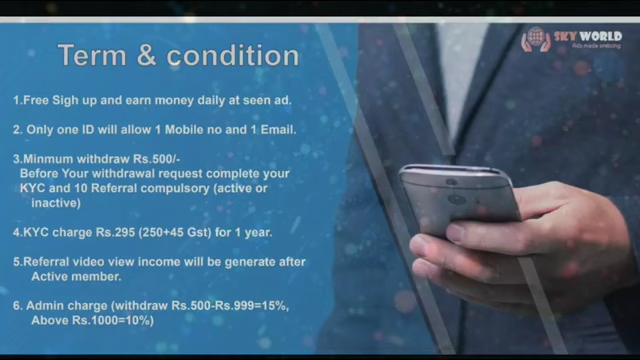 SKY WORLD
Ads made enticing
Term & condition
1.Free Sigh up and earn money daily at seen ad.
2. Only one ID will allow 1 Mobile no and 1 Email.
3.Minmum withdraw Rs.500/-
Before Your withdrawal request complete your
KYC and 10 Referral compulsory (active or
inactive)
4.KYC charge Rs.295 (250+45 Gst) for 1 year.
5.Referral video view income will be generate after
Active member.
6. Admin charge (withdraw Rs.500-Rs.999=15%,
Above Rs.1000=10%)